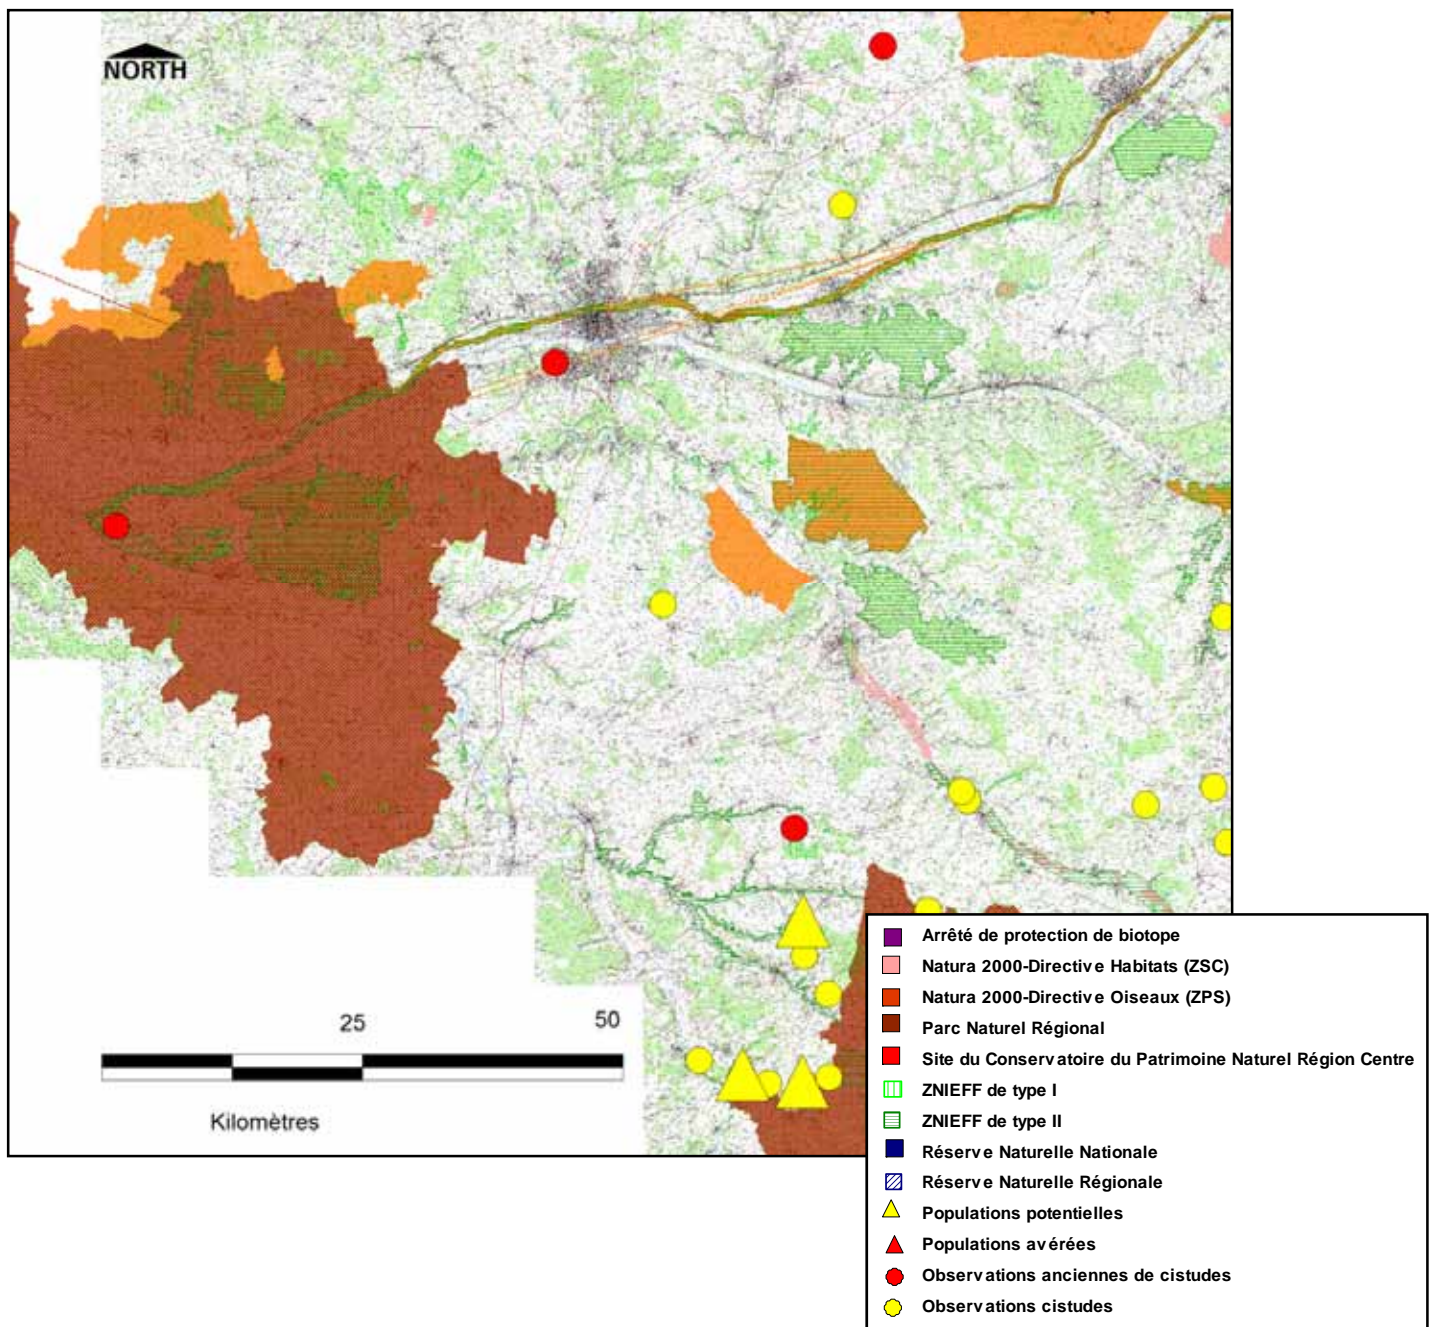 NORTH
25
50
Kilomètres
Arrêté de protection de biotope
Natura 2000-Directive Habitats (ZSC)
Natura 2000-Directive Oiseaux (ZPS)
Parc Naturel Régional
Site du Conservatoire du Patrimoine Naturel Région Centre
ZNIEFF de type I
ZNIEFF de type II
Réserve Naturelle Nationale
Réserve Naturelle Régionale
Populations potentielles
Populations avérées
Observations anciennes de cistudes
Observations cistudes